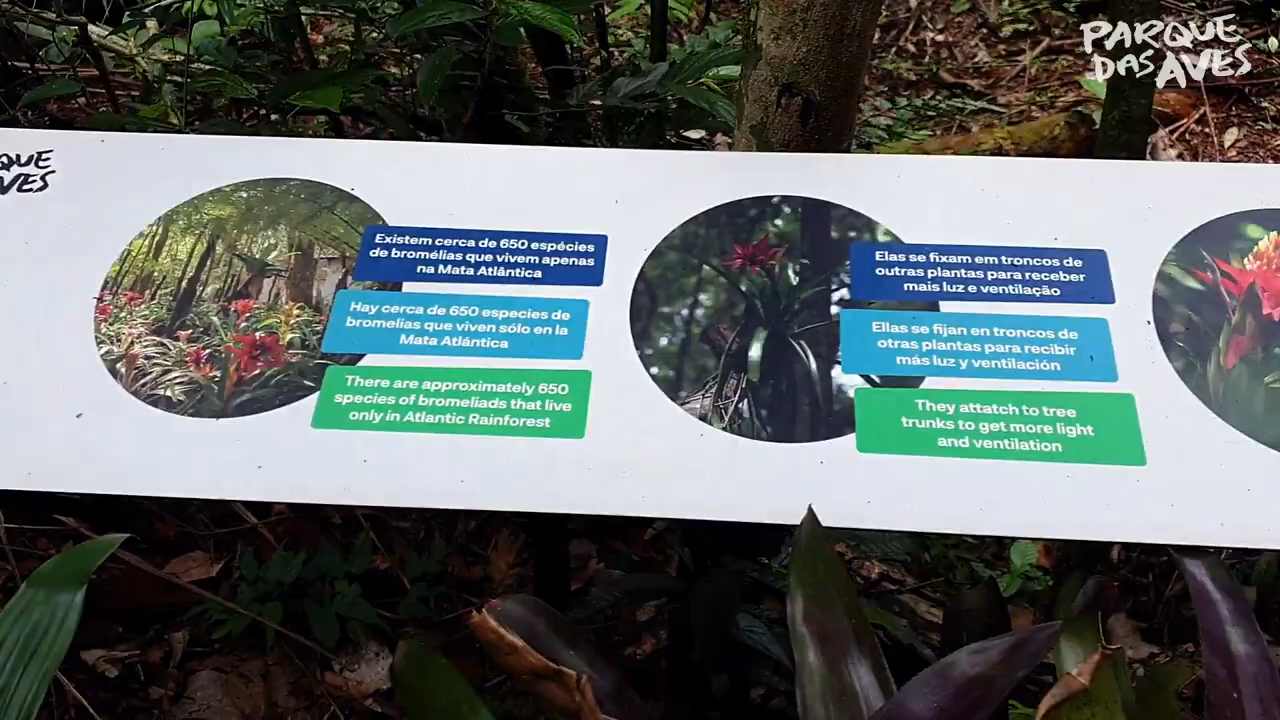 PARQUE
DAS AVES
QUE
VES
Existem cerca de 650 espécies
de bromélias que vivem apenas
na Mata Atlântica
Hay cerca de 650 especies de
bromelias que viven sólo en la
Mata Atlántica
There are approximately 650
species of bromeliads that live
only in Atlantic Rainforest
Elas se fixam em troncos de
outras plantas para receber
mais luz e ventilação
Ellas se fijan en troncos de
otras plantas para recibir
más luz y ventilación
They attatch to tree
trunks to get more light
and ventilation